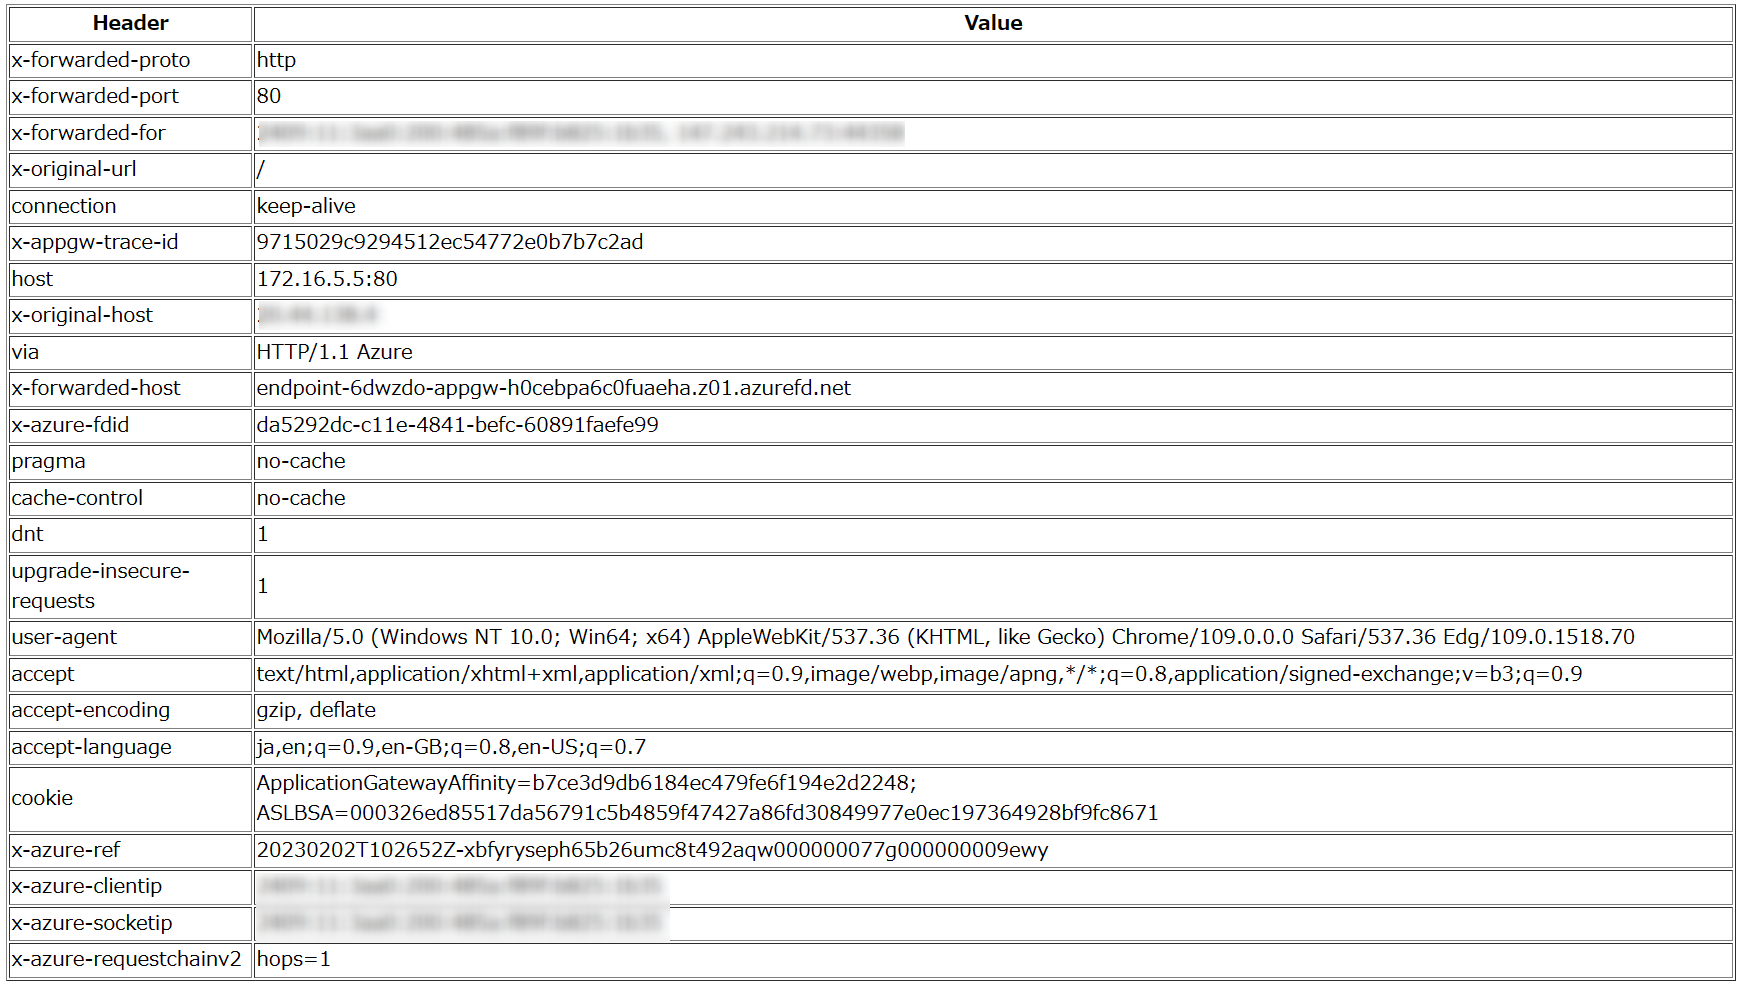 Header Value
x-forwarded-proto http
x-forwarded-port 80
x-forwarded-for
x-original-url /
connection keep-alive
x-appgw-trace-id 9715029c9294512ec54772e0b7b7c2ad
host 172.16.5.5:80
x-original-host
via HTTP/1.1 Azure
x-forwarded-host endpoint-6dwzdo-appgw-h0cebpa6c0fuaeha.z01.azurefd.net
x-azure-fdid da5292dc-c11e-4841-befc-60891faefe99
pragma no-cache
cache-control no-cache
dnt 1
upgrade-insecure-
requests 1
user-agent Mozilla/5.0 (Windows NT 10.0; Win64; x64) AppleWebKit/537.36 (KHTML, like Gecko) Chrome/109.0.0.0 Safari/537.36 Edg/109.0.1518.70
accept text/html,application/xhtml+xml,application/xml;q=0.9,image/webp,image/apng,*/*;q=0.8,application/signed-exchange;v=b3;q=0.9
accept-encoding gzip, deflate
accept-language ja,en;q=0.9,en-GB;q=0.8,en-US;q=0.7
cookie ApplicationGatewayAffinity=b7ce3d9db6184ec479fe6f194e2d2248;
ASLBSA=000326ed85517da56791c5b4859f47427a86fd30849977e0ec197364928bf9fc8671
x-azure-ref 20230202T102652Z-xbfyryseph65b26umc8t492aqw000000077g000000009ewy
x-azure-clientip
x-azure-socketip
x-azure-requestchainv2 hops=1